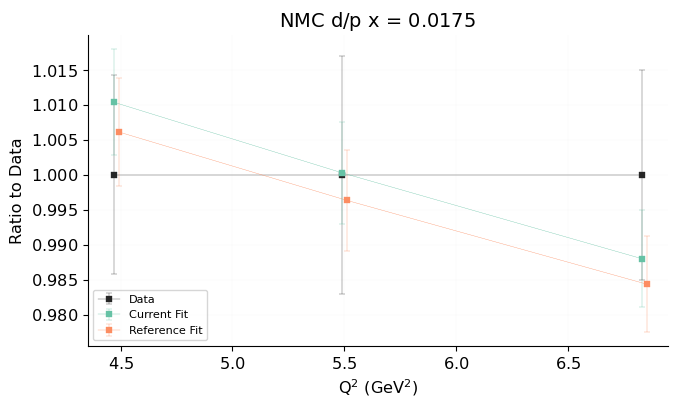 NMC d/p x = 0.0175
Ratio to Data
1.015
1.010
1.005
1.000
0.995
0.990
0.985
0.980
Data
Current Fit
Reference Fit
4.5 5.0 5.5 6.0 6.5
Q² (GeV²)